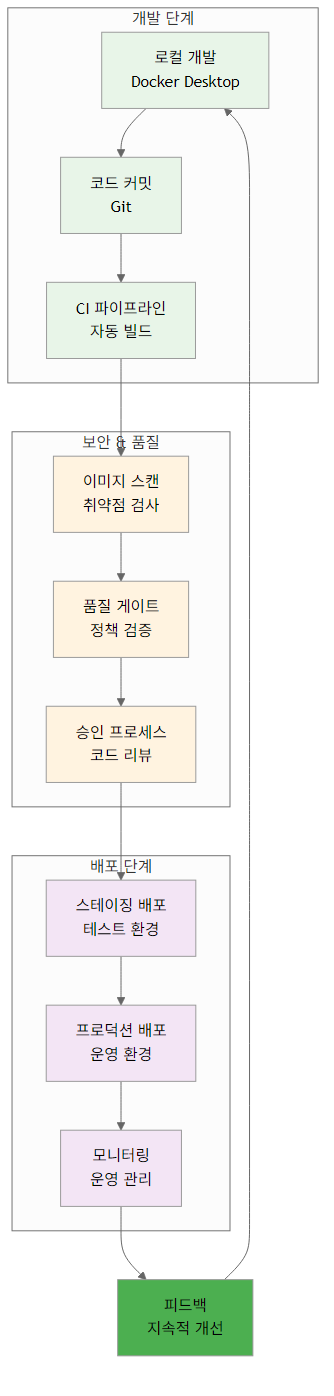 개발 단계
로컬 개발
Docker Desktop
코드 커밋
Git
CI 파이프라인
자동 빌드
보안 & 품질
이미지 스캔
취약점 검사
품질 게이트
정책 검증
승인 프로세스
코드 리뷰
배포 단계
스테이징 배포
테스트 환경
프로덕션 배포
운영 환경
모니터링
운영 관리
피드백
지속적 개선